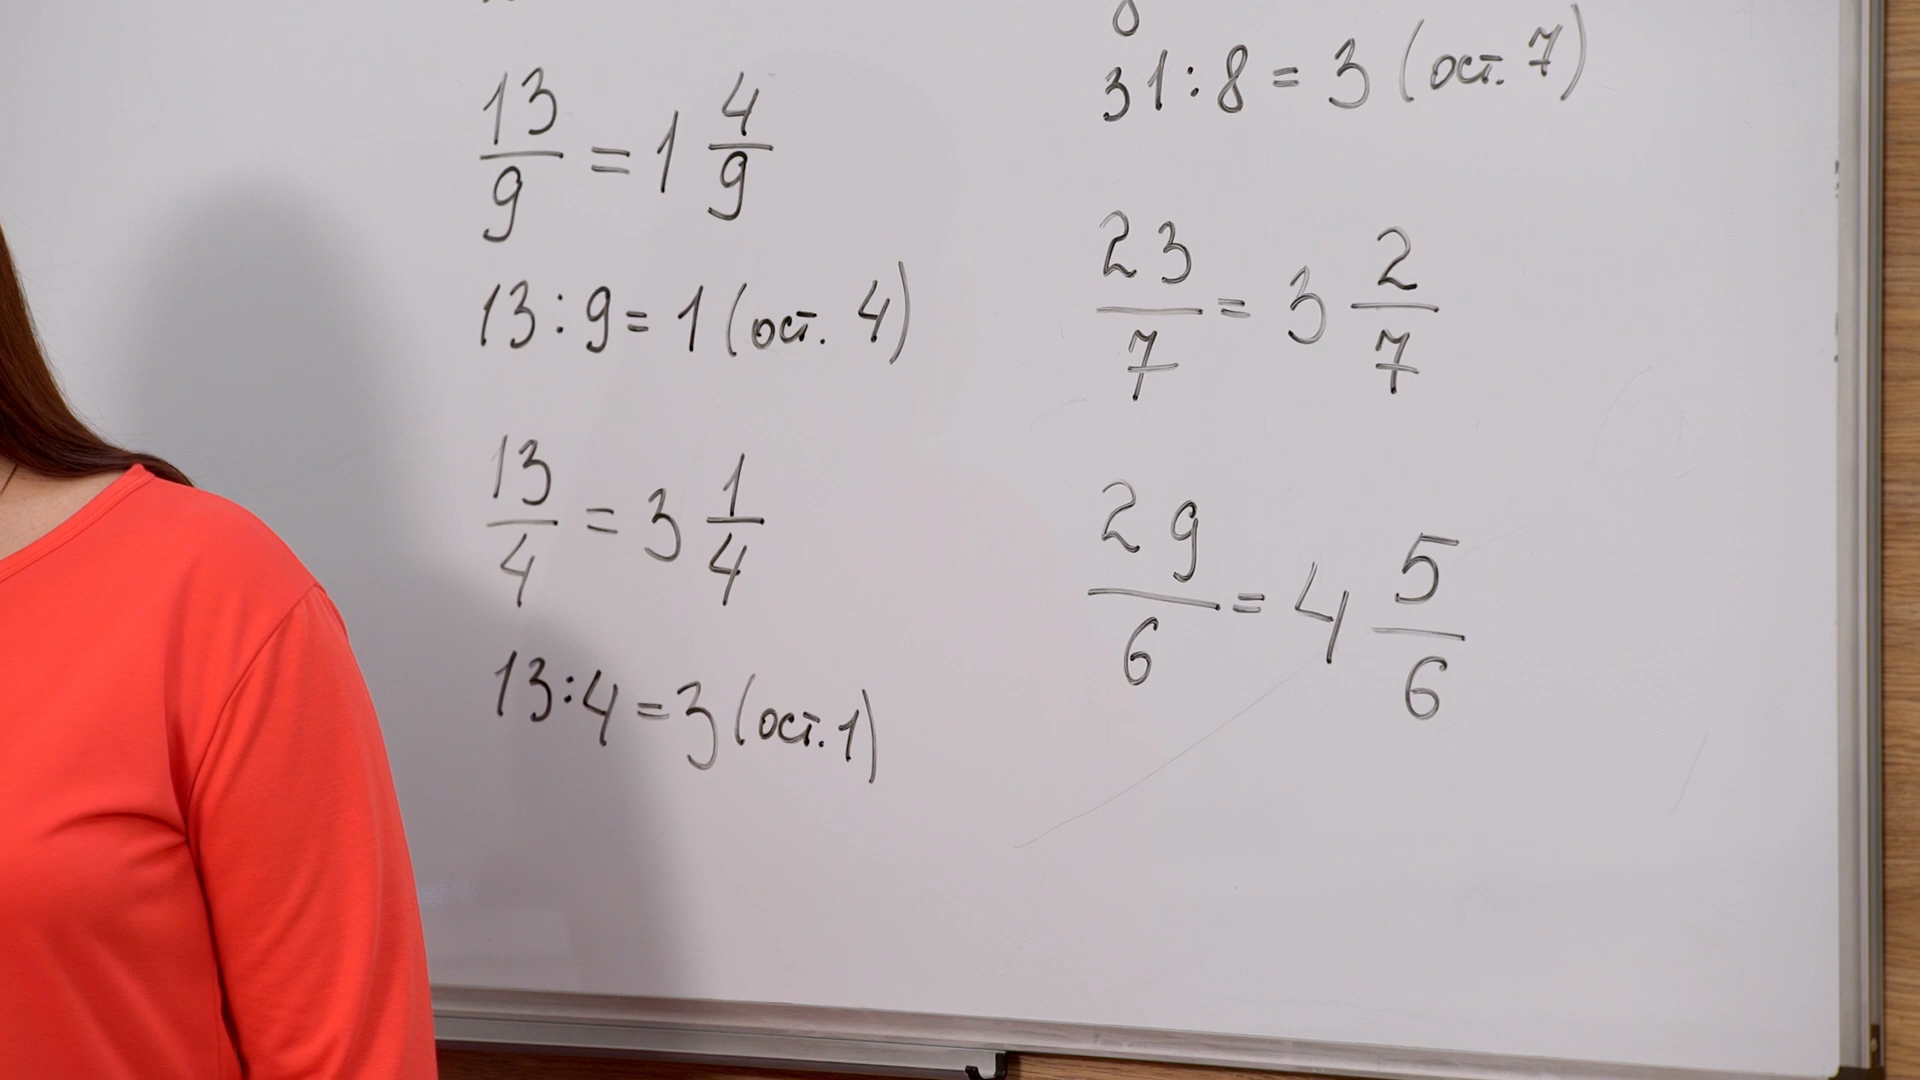 13/9 = 1 4/9
13:9=1 (ост. 4)
13/4 = 3 1/4
13:4=3 (ост. 1)
8
31:8=3 (ост. 7)
23/7 = 3 2/7
29/6 = 4 5/6